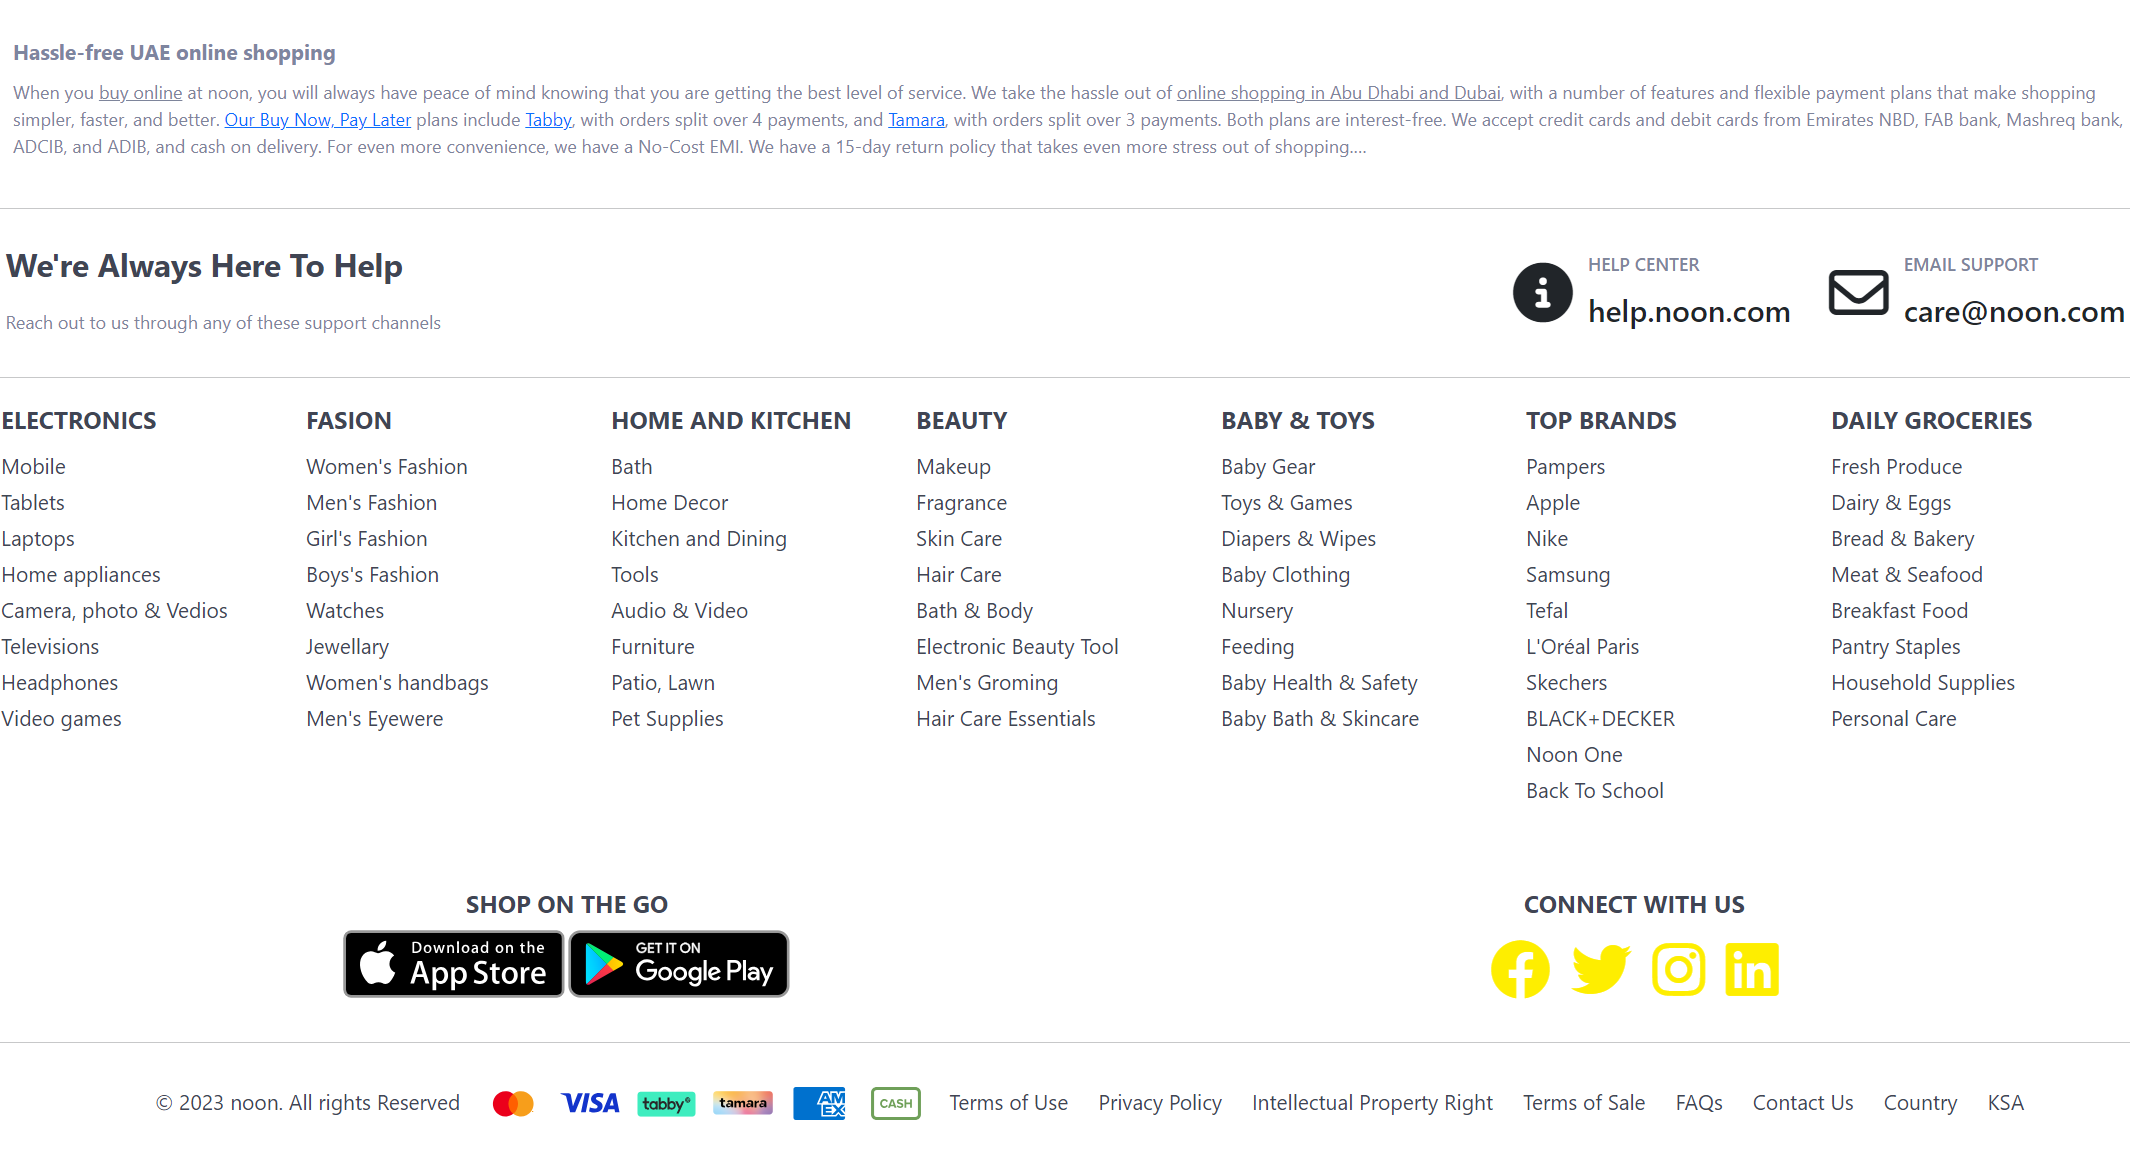 Hassle-free UAE online shopping
When you buy online at noon, you will always have peace of mind knowing that you are getting the best level of service. We take the hassle out of online shopping in Abu Dhabi and Dubai, with a number of features and flexible payment plans that make shopping
simpler, faster, and better. Our Buy Now, Pay Later plans include Tabby, with orders split over 4 payments, and Tamara, with orders split over 3 payments. Both plans are interest-free. We accept credit cards and debit cards from Emirates NBD, FAB bank, Mashreq bank,
ADCIB, and ADIB, and cash on delivery. For even more convenience, we have a No-Cost EMI. We have a 15-day return policy that takes even more stress out of shopping....
We're Always Here To Help
Reach out to us through any of these support channels
HELP CENTER
help.noon.com
EMAIL SUPPORT
care@noon.com
ELECTRONICS
Mobile
Tablets
Laptops
Home appliances
Camera, photo & Vedios
Televisions
Headphones
Video games
FASION
Women's Fashion
Men's Fashion
Girl's Fashion
Boys's Fashion
Watches
Jewellary
Women's handbags
Men's Eyewere
HOME AND KITCHEN
Bath
Home Decor
Kitchen and Dining
Tools
Audio & Video
Furniture
Patio, Lawn
Pet Supplies
BEAUTY
Makeup
Fragrance
Skin Care
Hair Care
Bath & Body
Electronic Beauty Tool
Men's Groming
Hair Care Essentials
BABY & TOYS
Baby Gear
Toys & Games
Diapers & Wipes
Baby Clothing
Nursery
Feeding
Baby Health & Safety
Baby Bath & Skincare
TOP BRANDS
Pampers
Apple
Nike
Samsung
Tefal
L'Oréal Paris
Skechers
BLACK+DECKER
Noon One
Back To School
DAILY GROCERIES
Fresh Produce
Dairy & Eggs
Bread & Bakery
Meat & Seafood
Breakfast Food
Pantry Staples
Household Supplies
Personal Care
SHOP ON THE GO
Download on the
App Store
GET IT ON
Google Play
CONNECT WITH US
in
© 2023 noon. All rights Reserved VISA tabby tamara AM EX CASH Terms of Use Privacy Policy Intellectual Property Right Terms of Sale FAQs Contact Us Country KSA